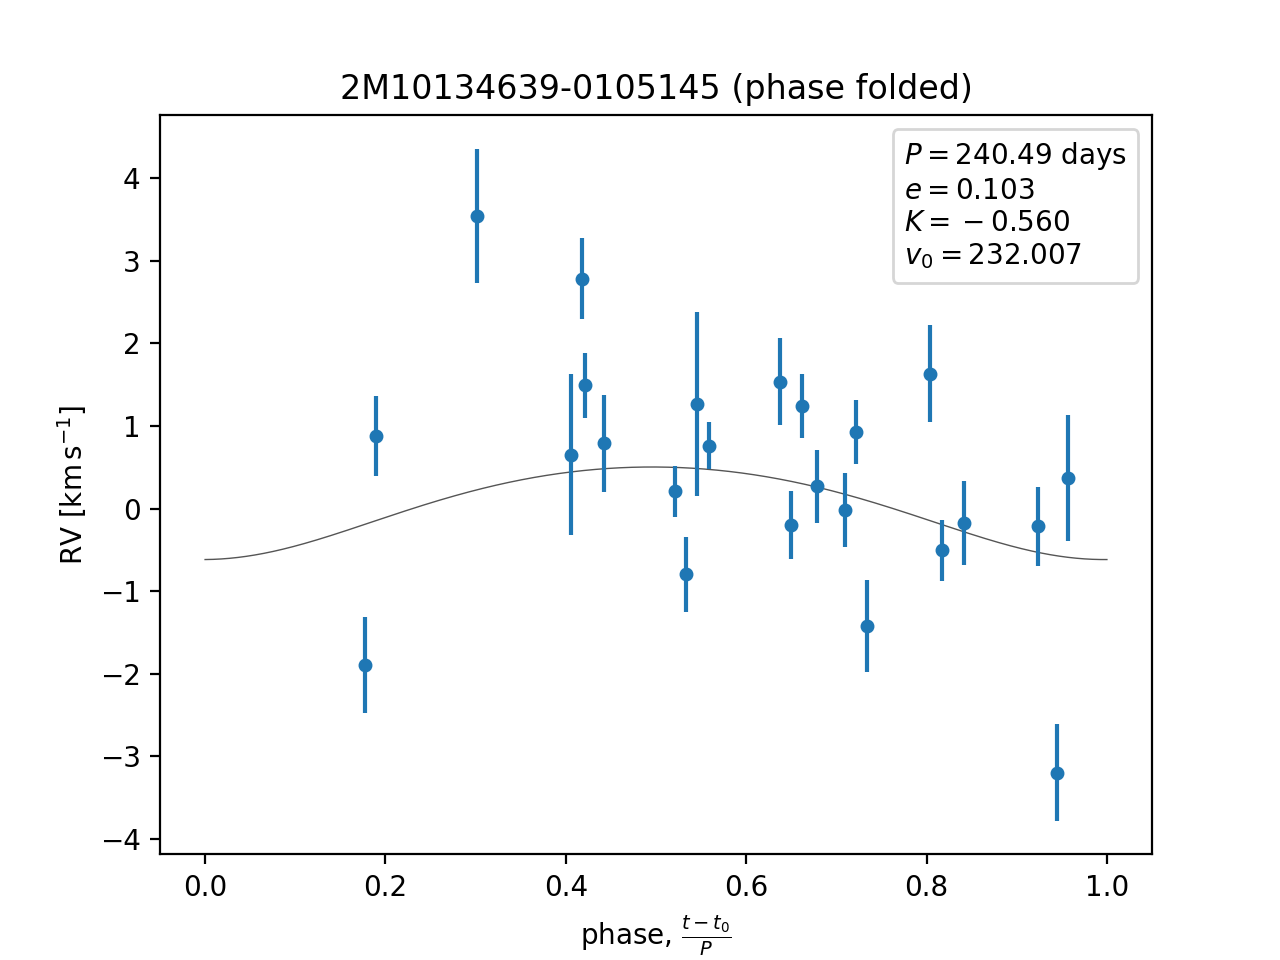 2M10134639-0105145 (phase folded)
P = 240.49 days
e = 0.103
K = −0.560
v₀ = 232.007
4
3
2
1
0
−1
−2
−3
−4
RV [km s⁻¹]
0.0 0.2 0.4 0.6 0.8 1.0
phase, (t − t₀)/P